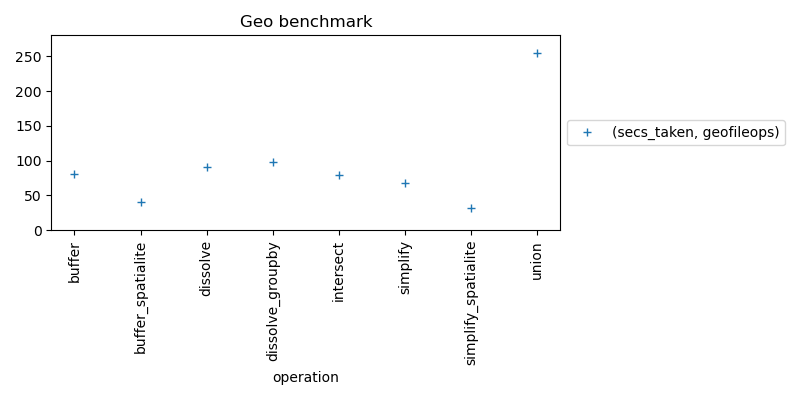 Geo benchmark
250
200
150
100
50
0
(secs_taken, geofileops)
buffer
buffer_spatialite
dissolve
dissolve_groupby
intersect
simplify
simplify_spatialite
union
operation